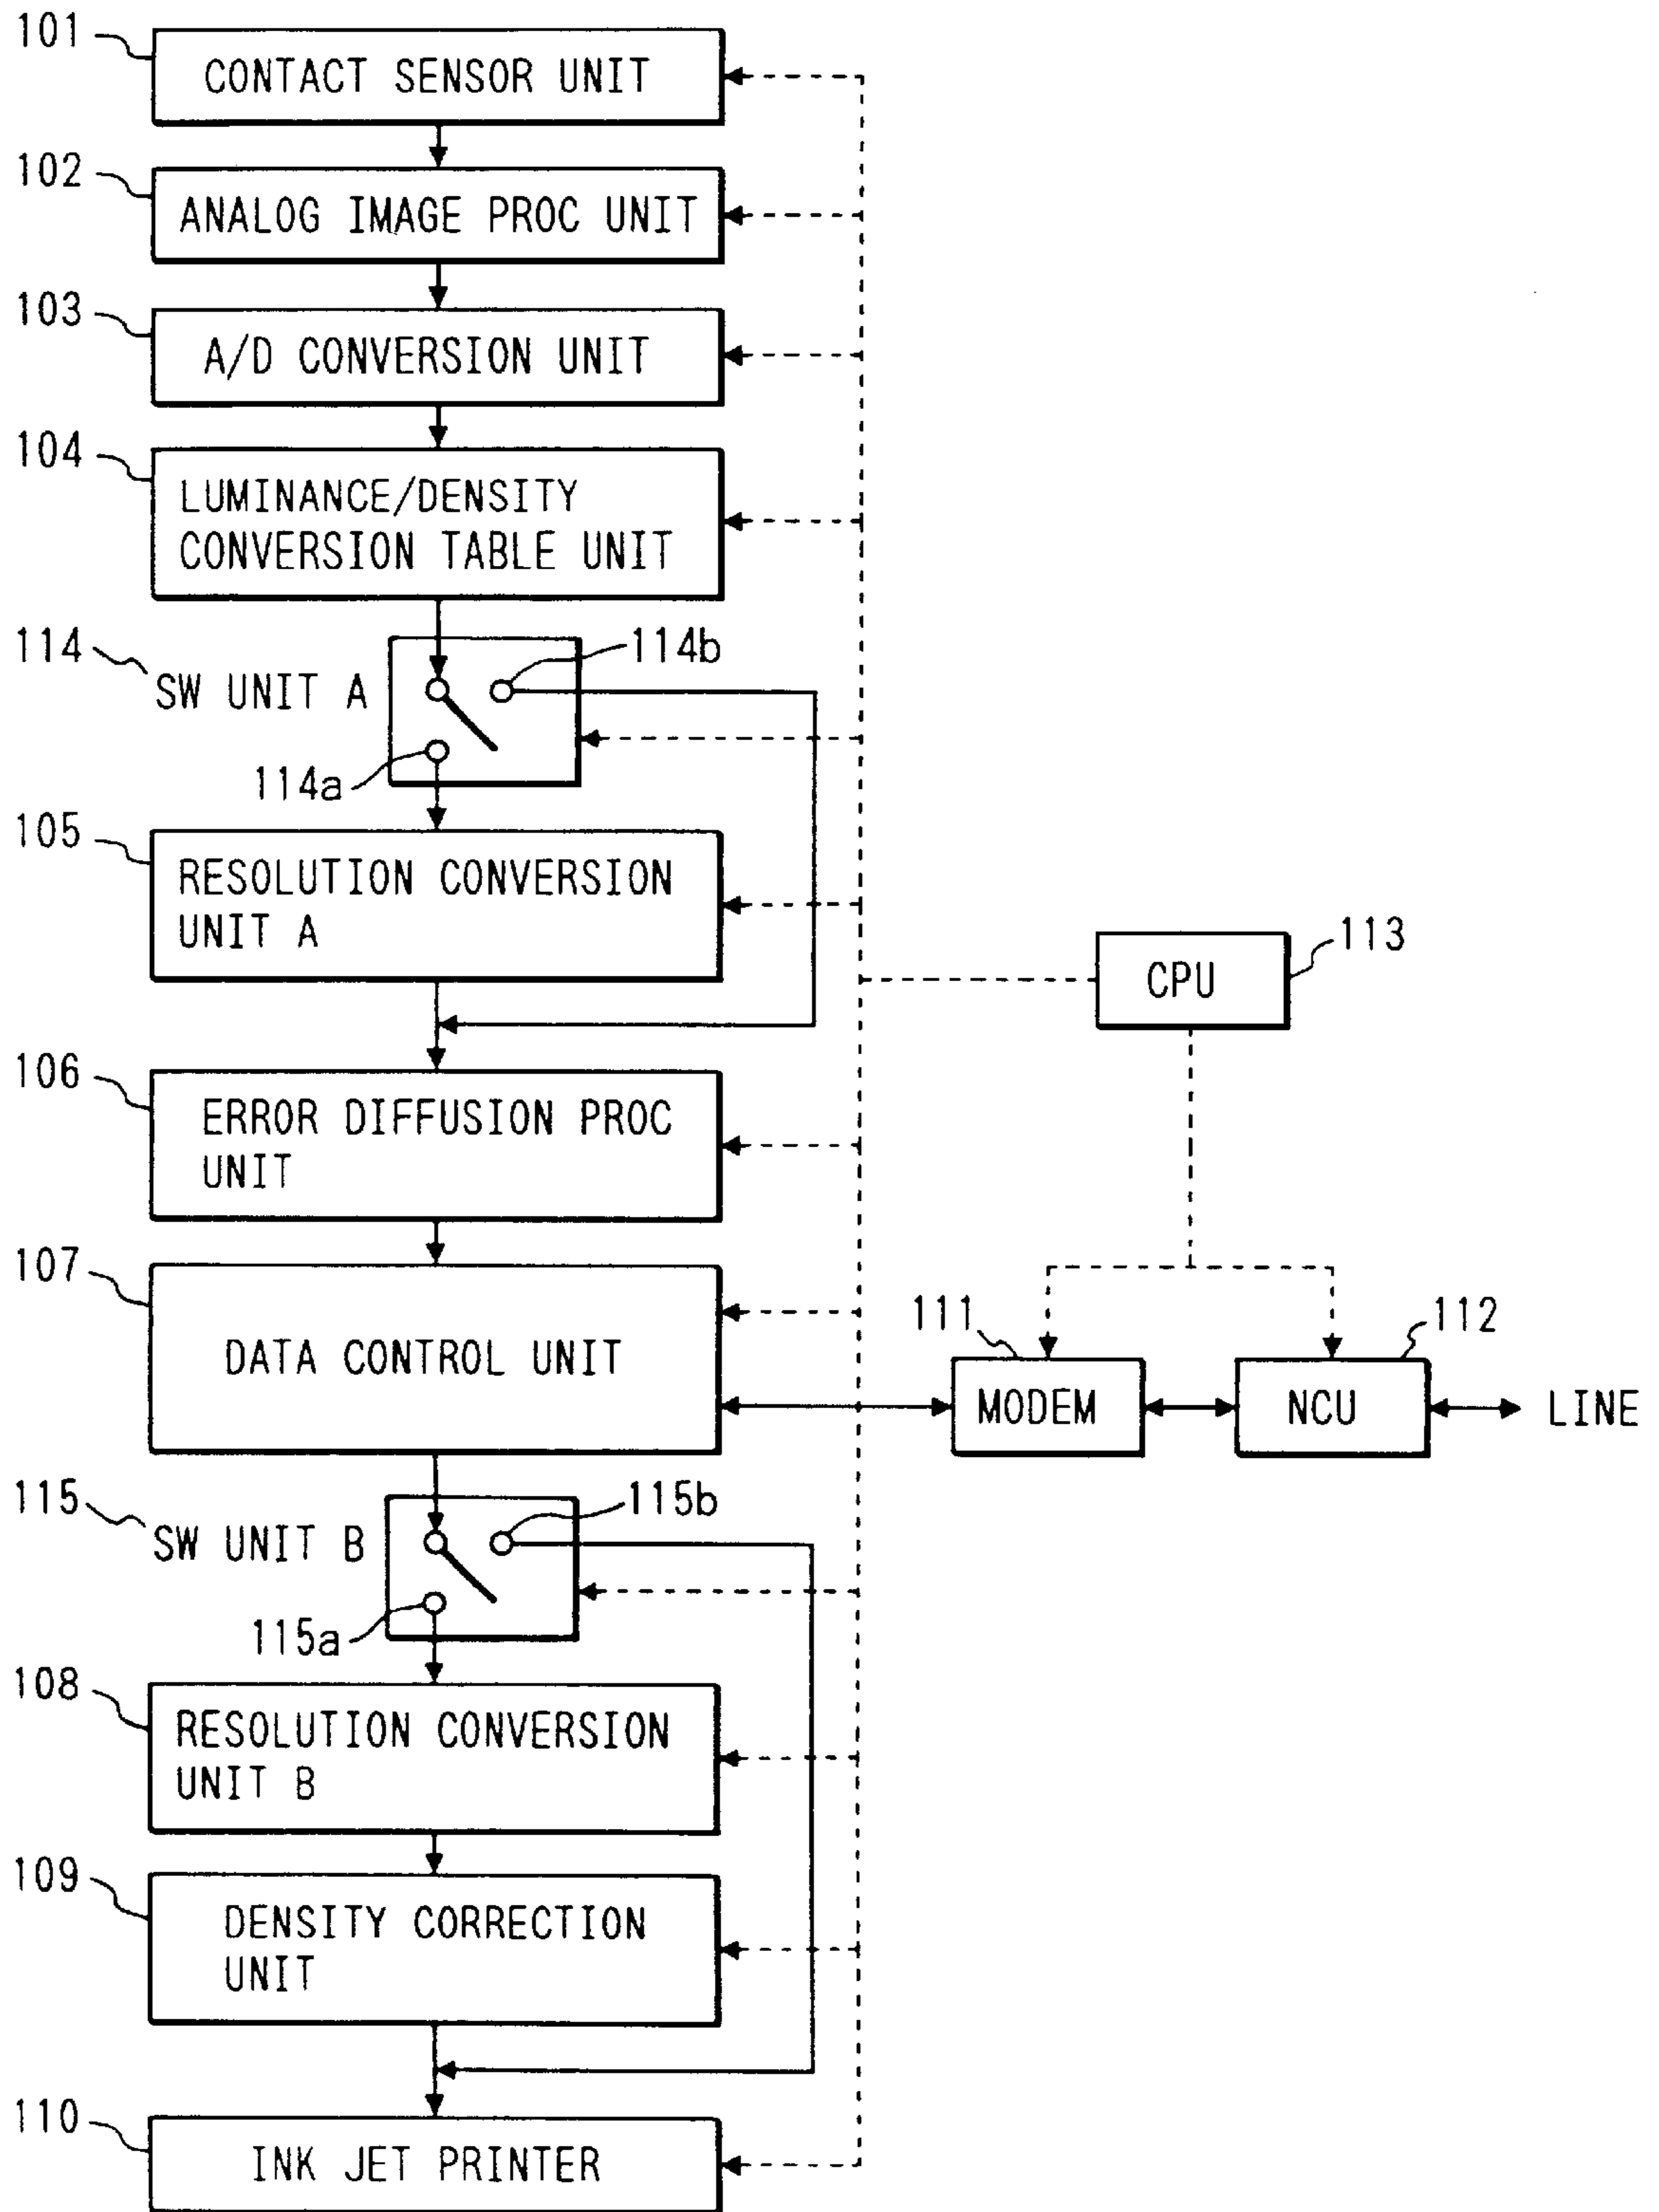 101
CONTACT SENSOR UNIT
102
ANALOG IMAGE PROC UNIT
103
A/D CONVERSION UNIT
104
LUMINANCE/DENSITY
CONVERSION TABLE UNIT
114
SW UNIT A
114b
114a
105
RESOLUTION CONVERSION
UNIT A
113
CPU
106
ERROR DIFFUSION PROC
UNIT
107
DATA CONTROL UNIT
111
MODEM
112
NCU
LINE
115
SW UNIT B
115b
115a
108
RESOLUTION CONVERSION
UNIT B
109
DENSITY CORRECTION
UNIT
110
INK JET PRINTER